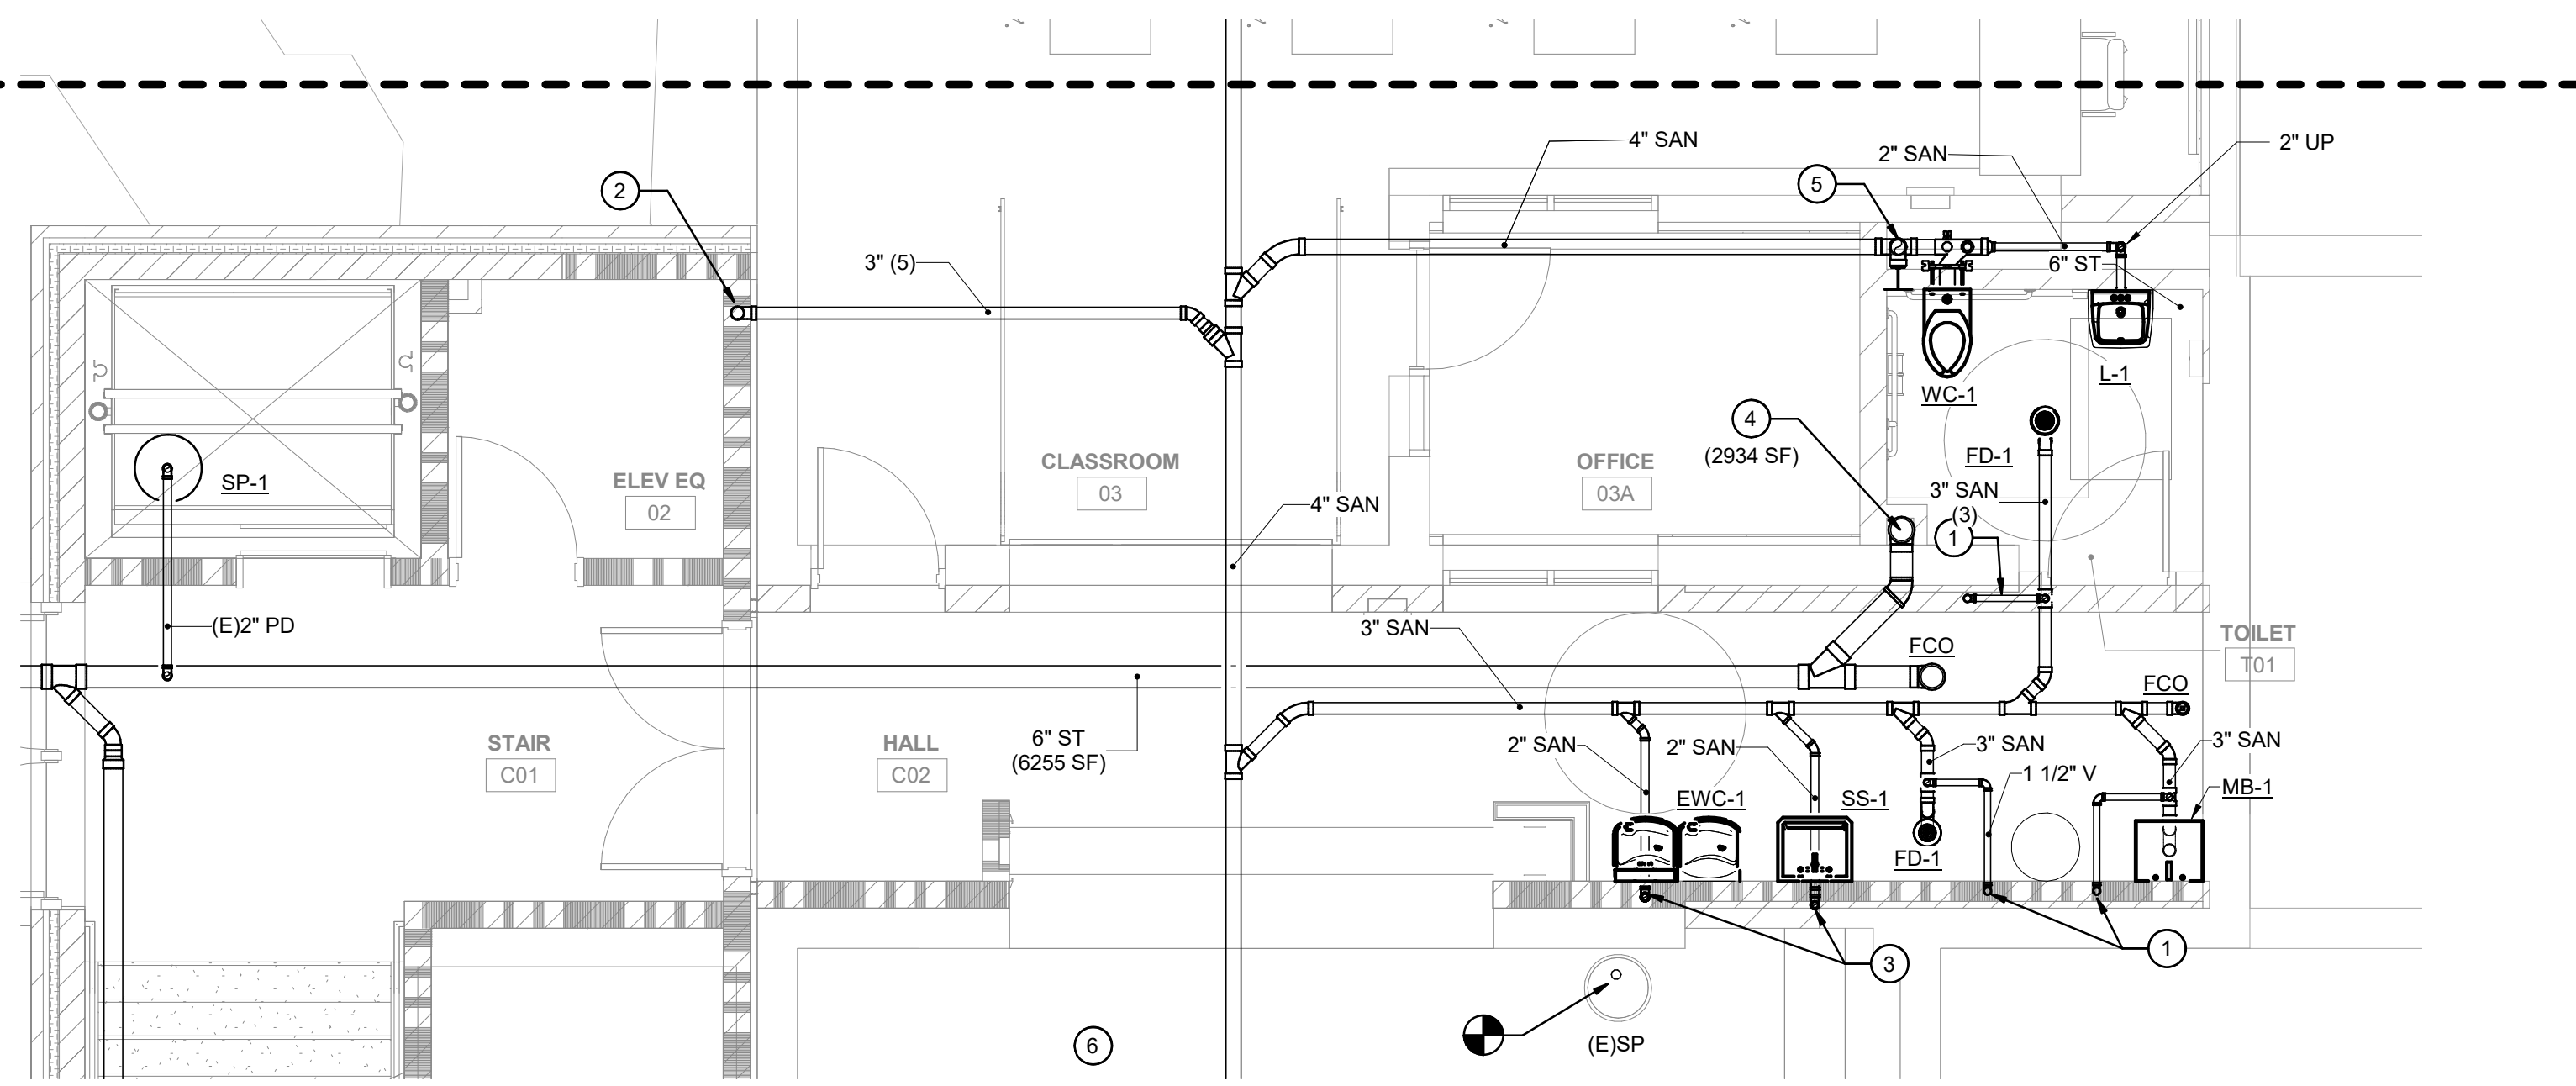 4" SAN
2" SAN
2" UP
5
2
3" (5)
6" ST
WC-1
L-1
4
(2934 SF)
CLASSROOM
03
OFFICE
03A
FD-1
ELEV EQ
02
SP-1
3" SAN
(3)
4" SAN
1
(E)2" PD
3" SAN
TOILET
T01
FCO
FCO
STAIR
C01
HALL
C02
6" ST
(6255 SF)
2" SAN
2" SAN
3" SAN
3" SAN
1 1/2" V
MB-1
EWC-1
SS-1
FD-1
3
1
6
(E)SP